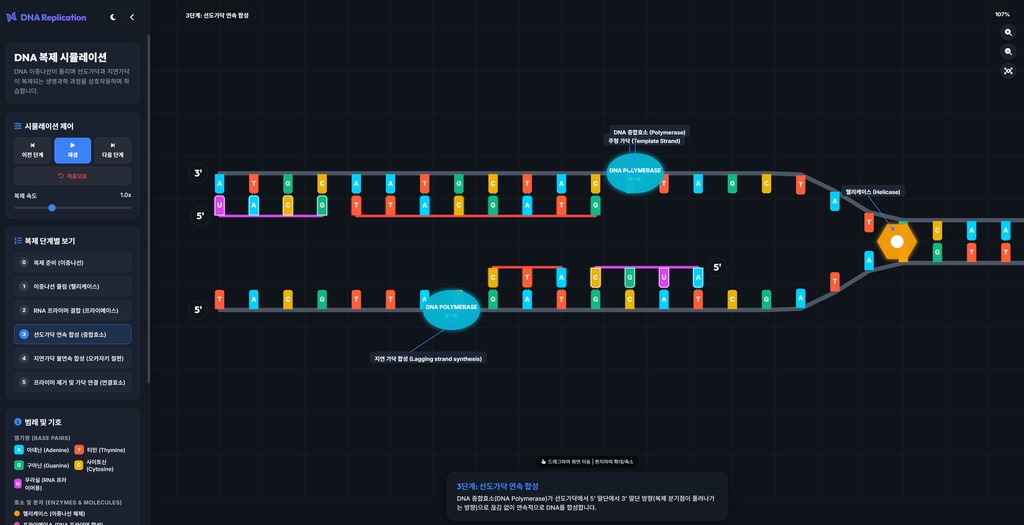 DNA Replication
DNA 복제 시뮬레이션
DNA 이중나선이 풀리며 선도가닥과 지연가닥
이 복제되는 생명과학 과정을 상호작용하며 학
습합니다.
시뮬레이션 제어
이전 단계
재생
다음 단계
처음으로
복제 속도
1.0x
복제 단계별 보기
0 복제 준비 (이중나선)
1 이중나선 풀림 (헬리케이스)
2 RNA 프라이머 결합 (프라이메이스)
3 선도가닥 연속 합성 (중합효소)
4 지연가닥 불연속 합성 (오카자키 절편)
5 프라이머 제거 및 가닥 연결 (연결효소)
범례 및 기호
염기쌍 (BASE PAIRS)
A 아데닌 (Adenine)
T 티민 (Thymine)
G 구아닌 (Guanine)
C 사이토신
(Cytosine)
U 우라실 (RNA 프라
이머용)
효소 및 분자 (ENZYMES & MOLECULES)
헬리케이스 (이중나선 해체)
3단계: 선도가닥 연속 합성
107%
DNA 중합효소 (Polymerase)
주형 가닥 (Template Strand)
DNA POLYMERASE
헬리케이스 (Helicase)
3'
A T G C A A T G C T C T A G C T A T C A A
5'
U A C G T T A C G A T G A G T T
5'
C T A C G U A
5'
T A C G T T A G A T G A C A T C G A T
DNA POLYMERASE
지연 가닥 합성 (Lagging strand synthesis)
드래그하여 화면 이동 | 핀치하여 확대/축소
3단계: 선도가닥 연속 합성
DNA 중합효소(DNA Polymerase)가 선도가닥에서 5' 말단에서 3' 말단 방향(복제 분기점이 풀려나가
는 방향)으로 끊김 없이 연속적으로 DNA를 합성합니다.